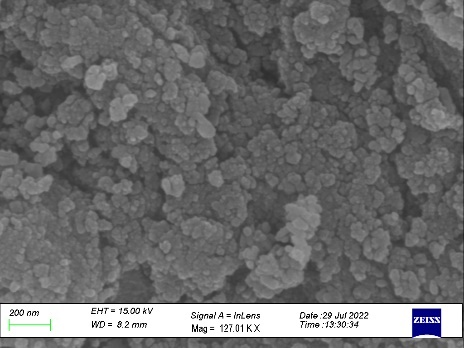 200 nm
EHT = 15.00 kV
WD = 8.2 mm
Signal A = InLens
Mag = 127.01 K X
Date :29 Jul 2022
Time :13:30:34
ZEISS